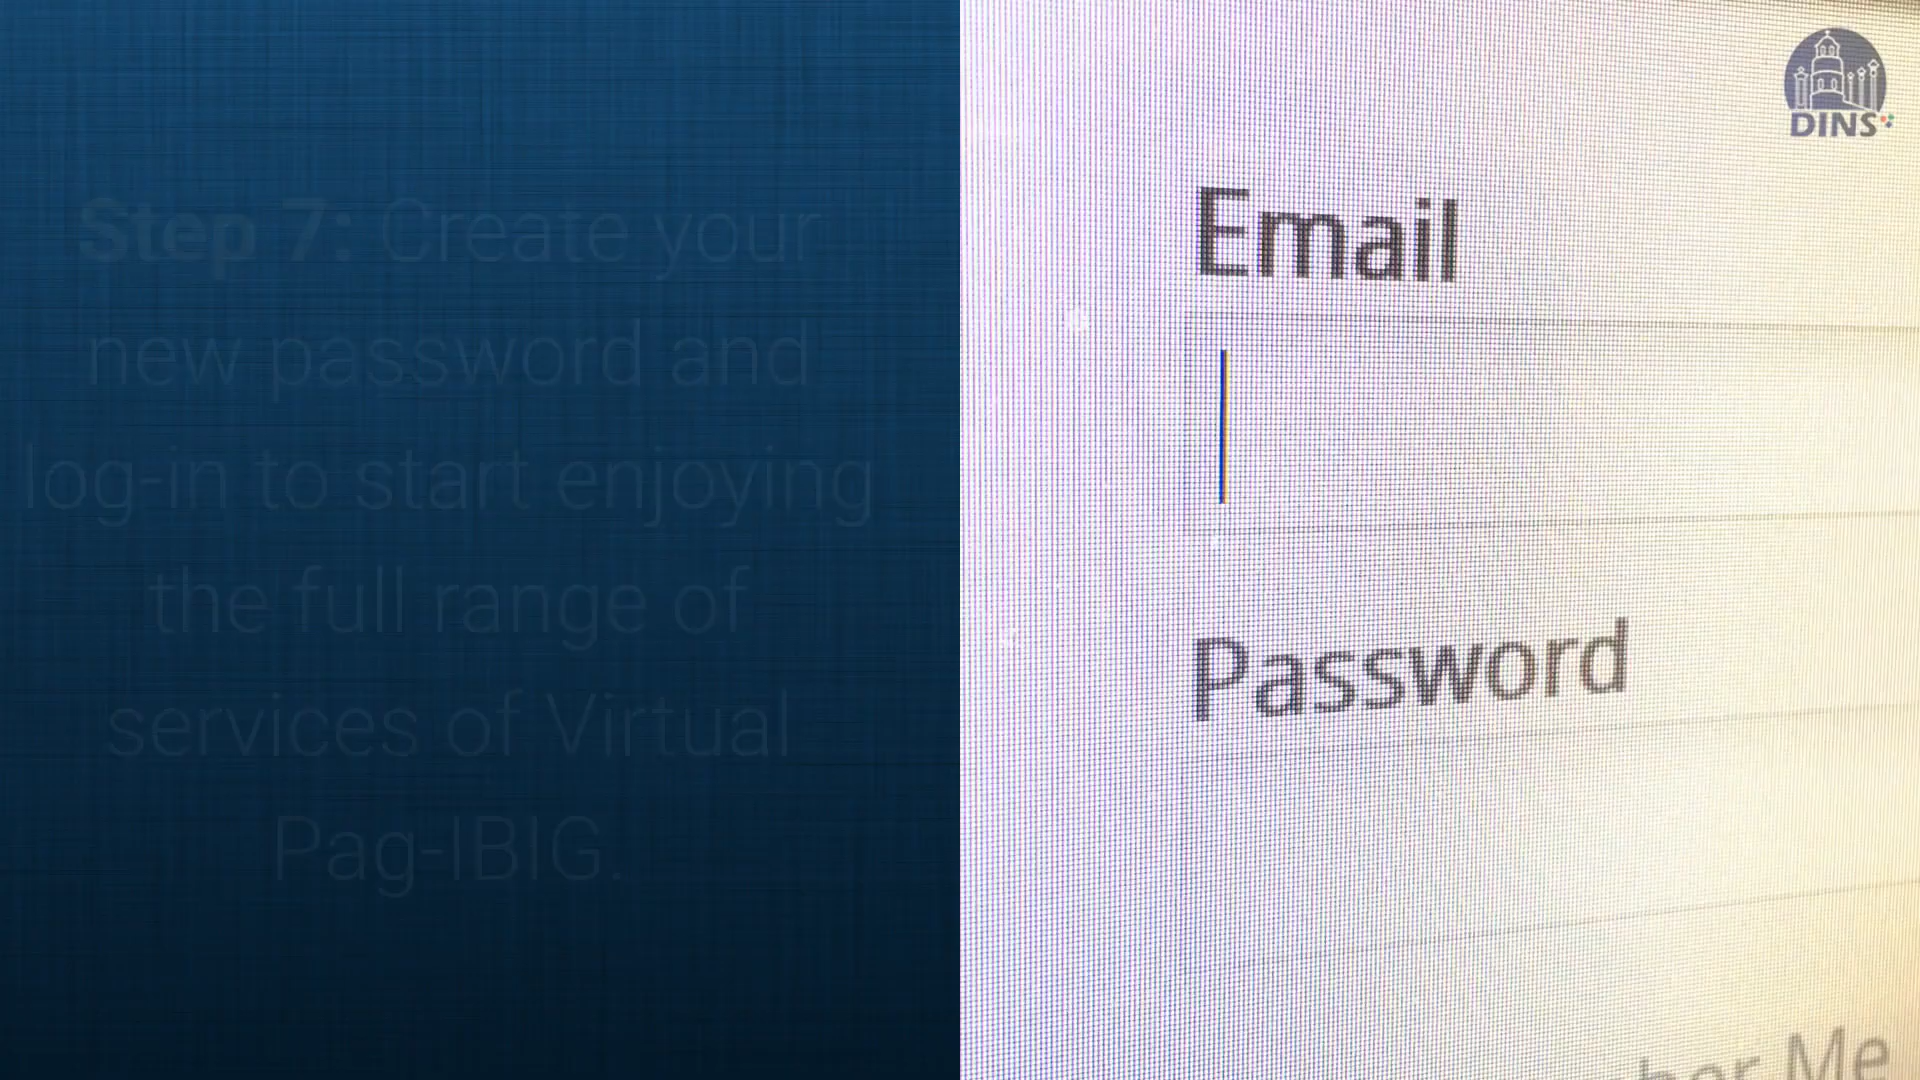 Step 7: Create your
new password and
log-in to start enjoying
the full range of
services of Virtual
Pag-IBIG.
DINS
Email
Password
Me